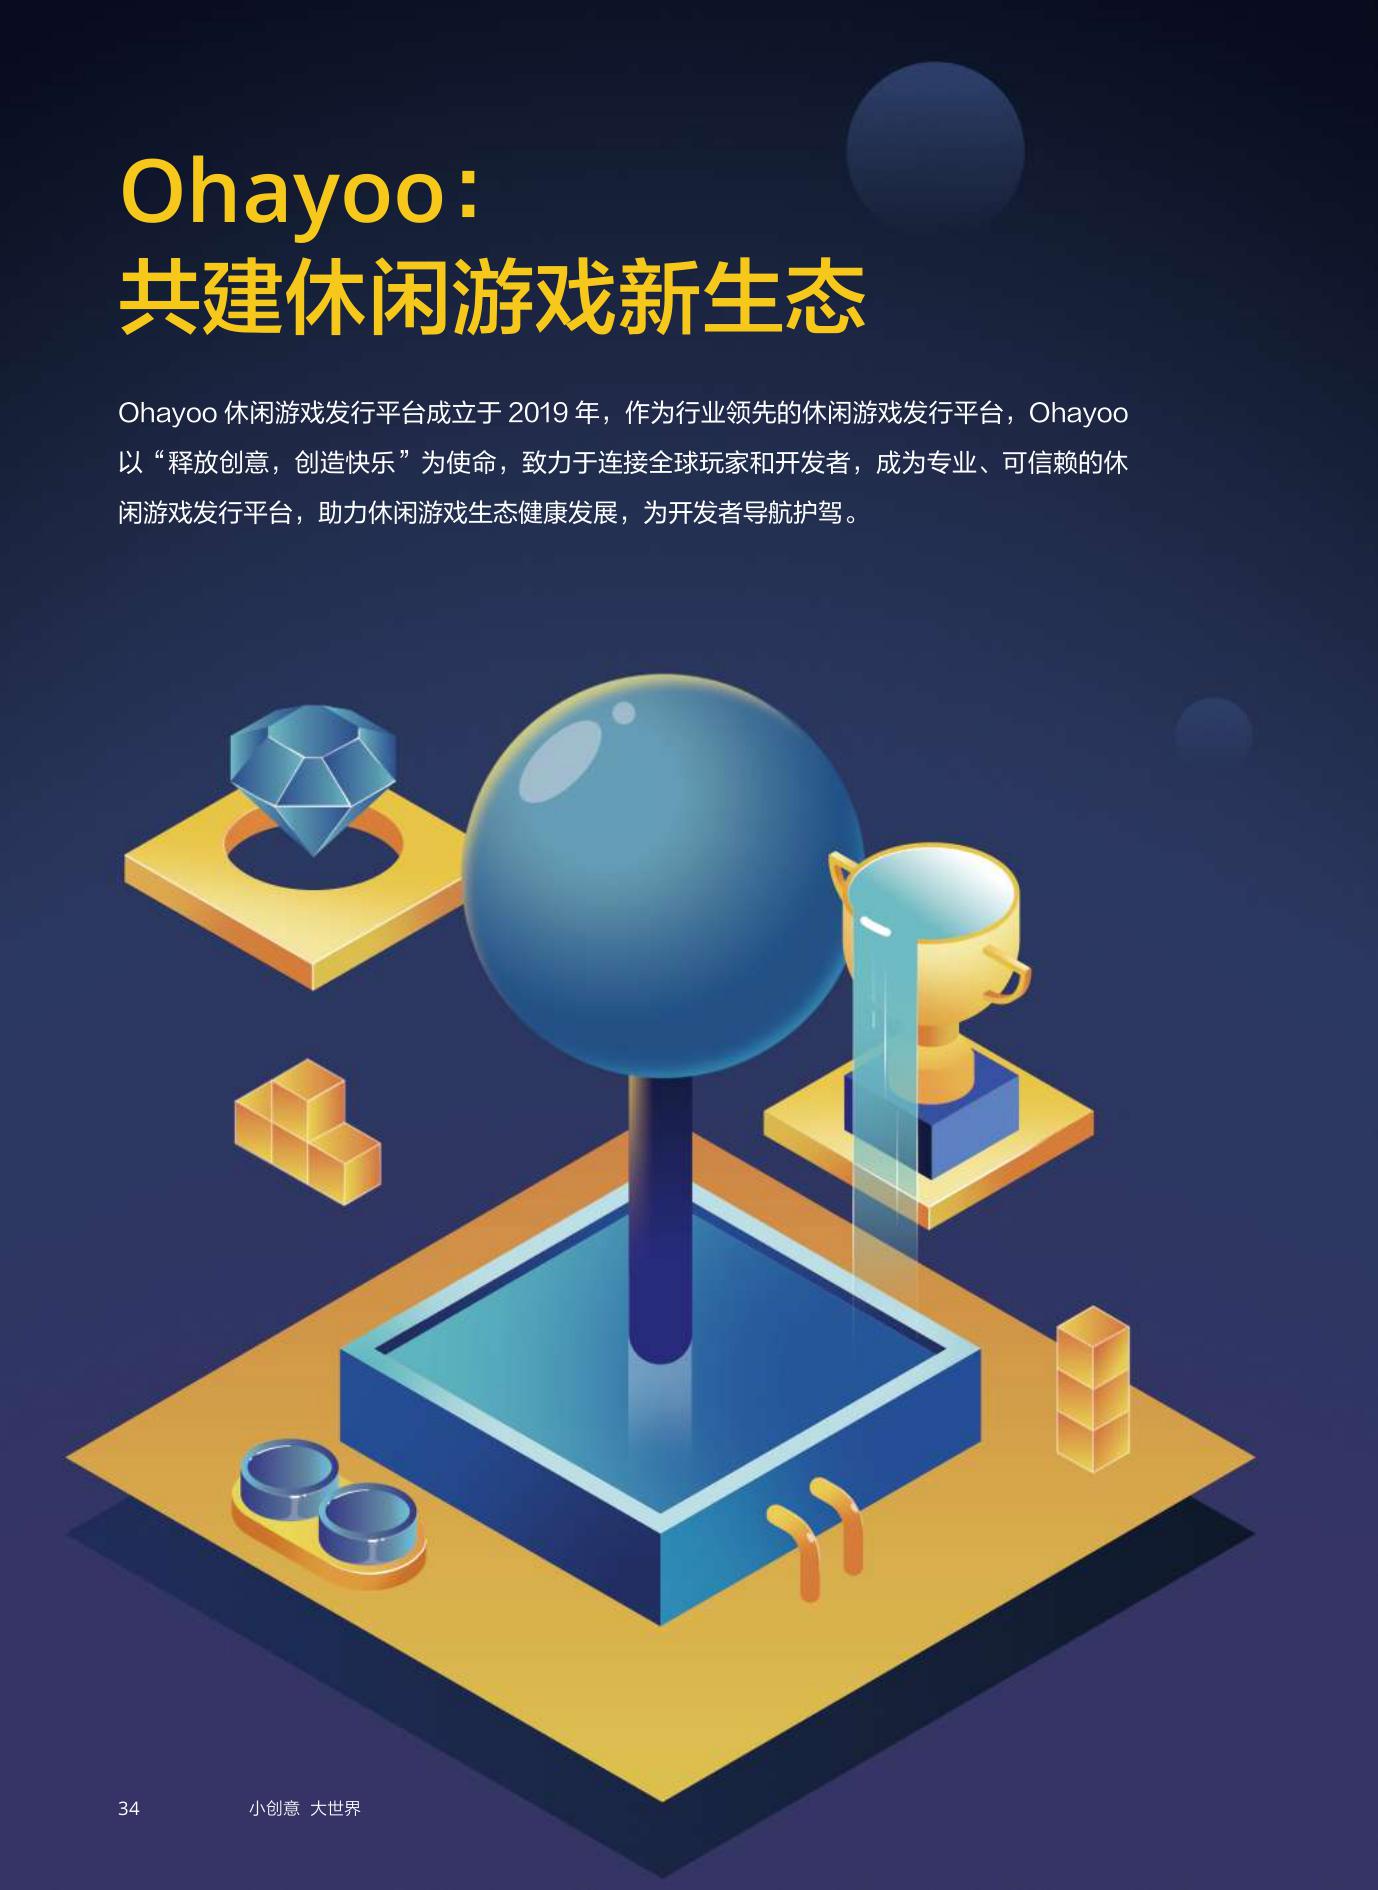 Ohayoo：
共建休闲游戏新生态
Ohayoo 休闲游戏发行平台成立于 2019 年，作为行业领先的休闲游戏发行平台，Ohayoo
以“释放创意，创造快乐”为使命，致力于连接全球玩家和开发者，成为专业、可信赖的休
闲游戏发行平台，助力休闲游戏生态健康发展，为开发者导航护驾。
34 小创意 大世界